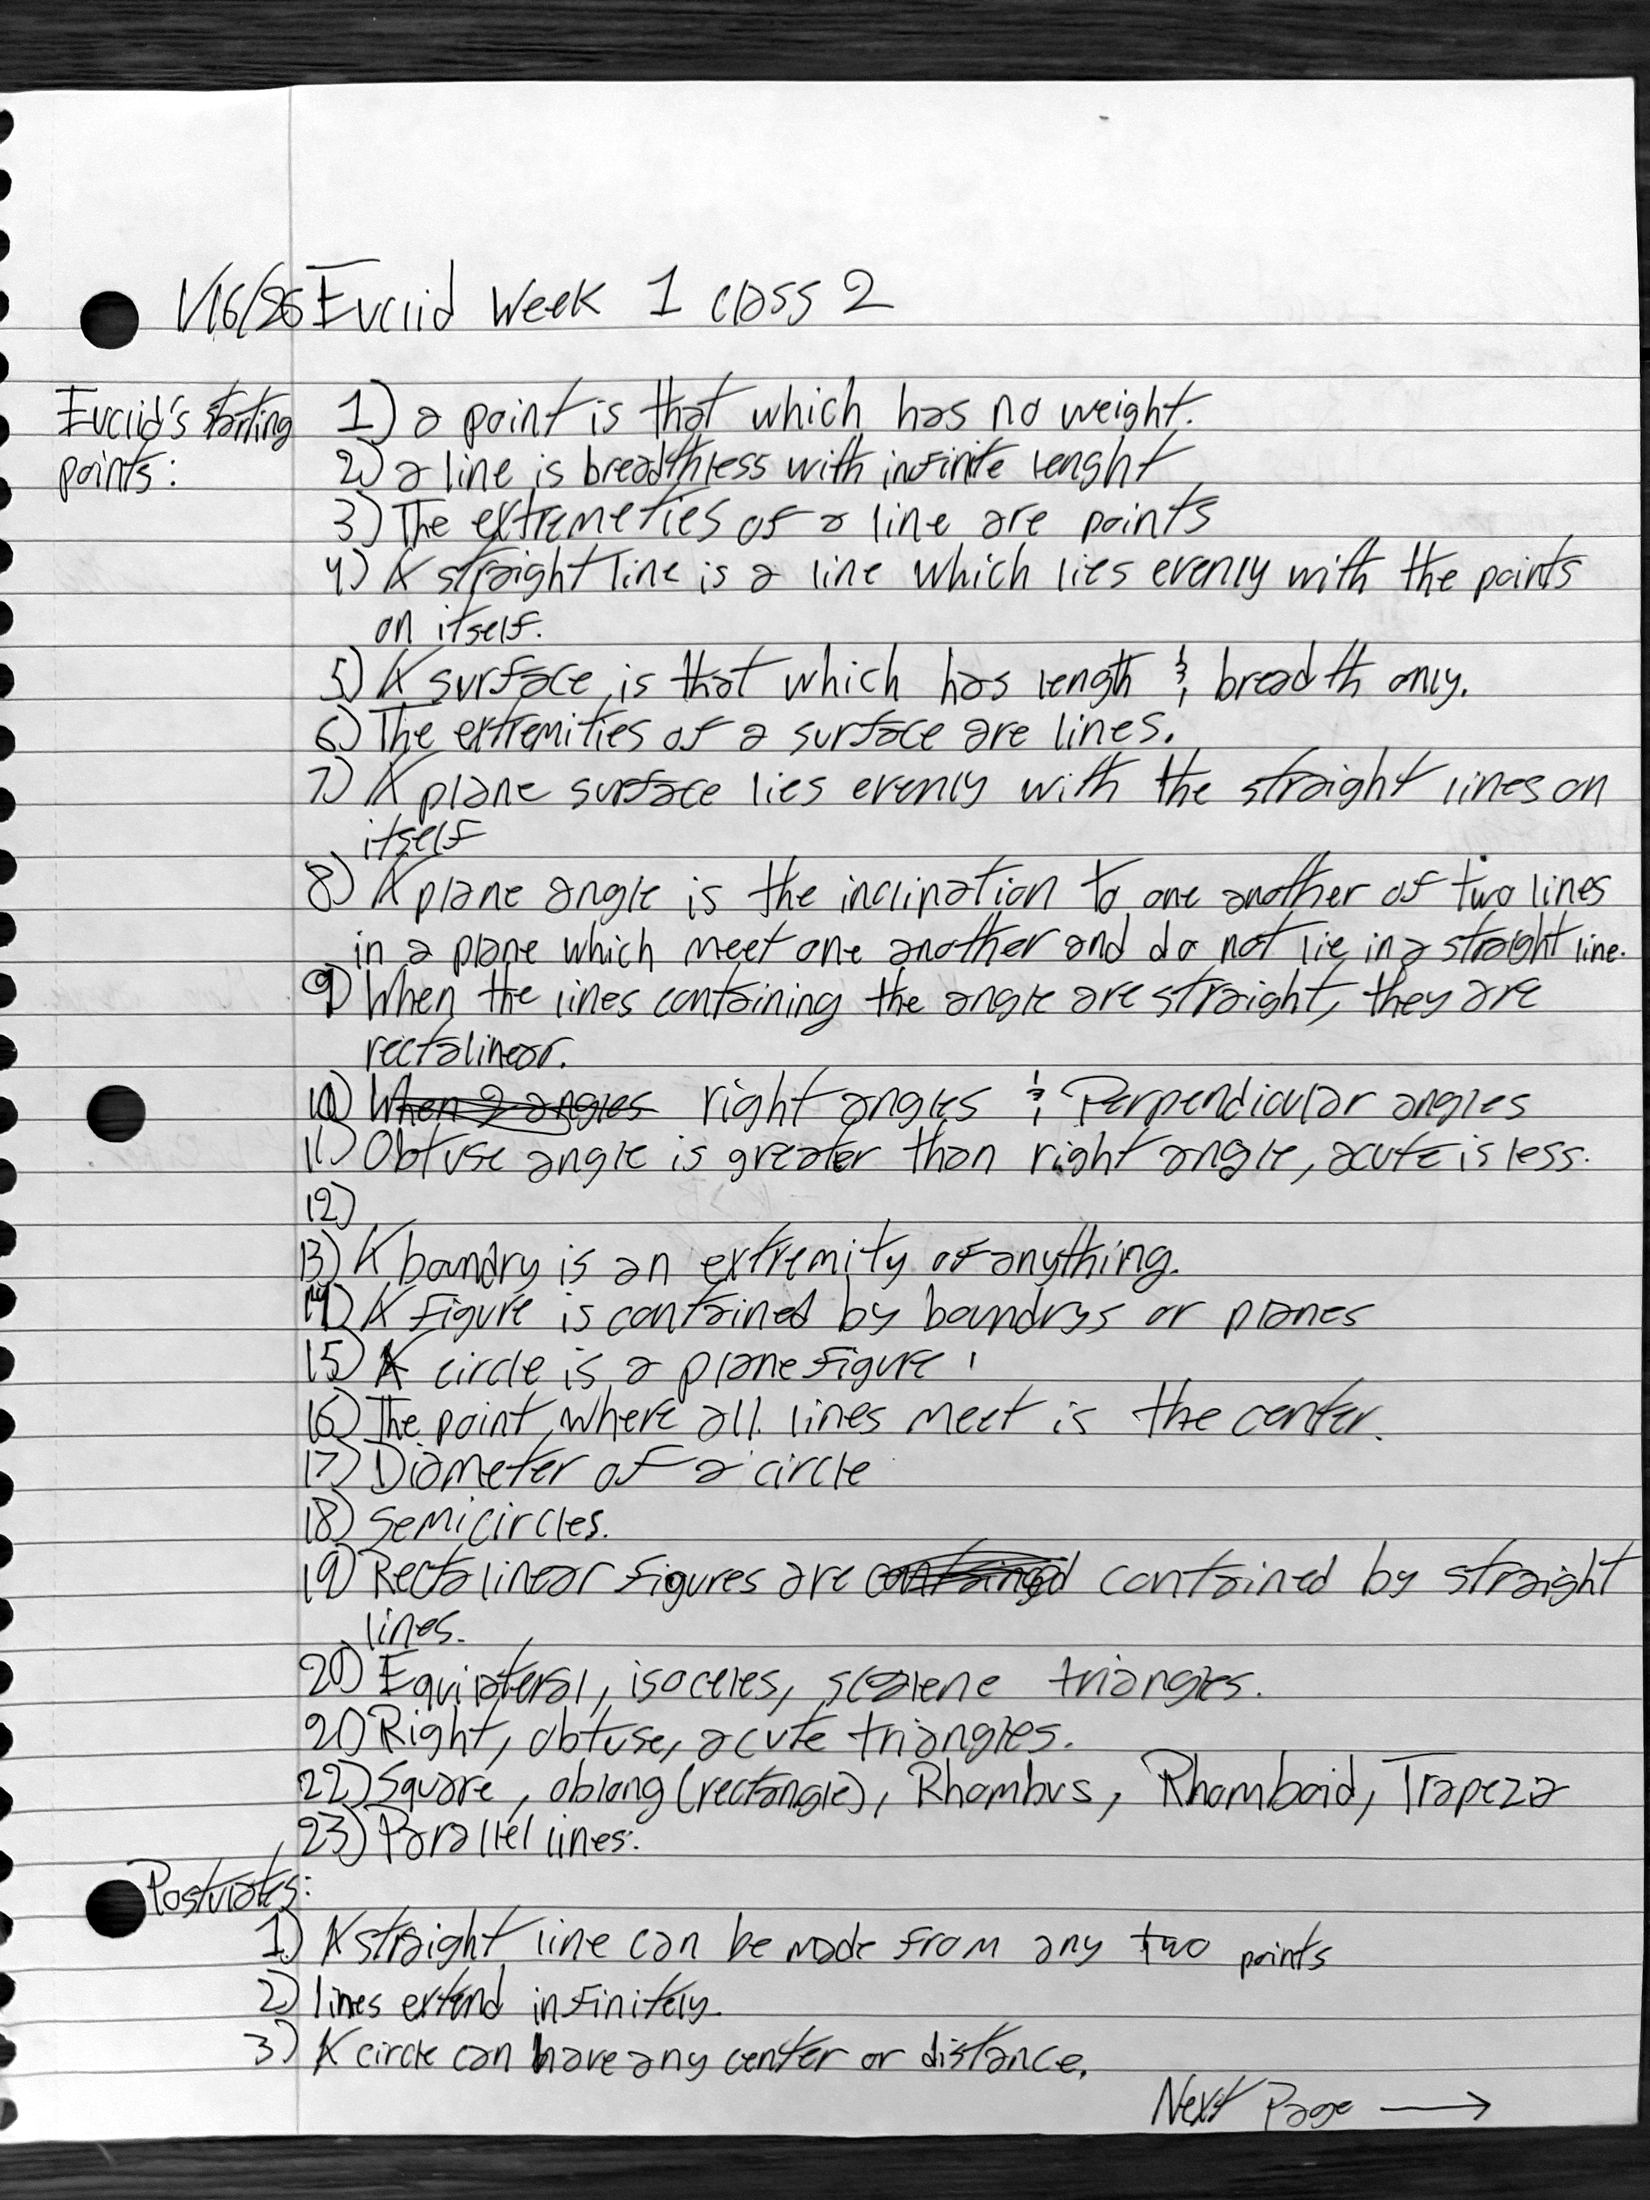 1/16/26 Euclid Week 1 class 2
Euclid's starting points:
1) a point is that which has no weight.
2) a line is breadthless with infinite lenght
3) The extremeties of a line are points
4) A straight line is a line which lies evenly with the points
on itself.
5) A surface is that which has length & breadth only.
6) The extremities of a surface are lines.
7) A plane surface lies evenly with the straight lines on
itself
8) A plane angle is the inclination to one another of two lines
in a plane which meet one another and do not lie in a straight line.
9) When the lines containing the angle are straight, they are
rectalinear.
10) When 2 angles right angles & Perpendicular angles
11) Obtuse angle is greater than right angle, acute is less.
12)
13) A boundry is an extremity of anything.
14) A figure is contained by boundrys or planes
15) A circle is a plane figure
16) The point where all lines meet is the center.
17) Diameter of a circle
18) Semicircles.
19) Rectalinear figures are contained contained by straight
lines.
20) Equilateral, isoceles, scalene triangles.
21) Right, obtuse, acute triangles.
22) Square, oblong (rectangle), Rhombus, Rhomboid, Trapeza
23) Parallel lines.
Postulates:
1) A straight line can be made from any two points
2) lines extend infinitely.
3) A circle can have any center or distance.
Next Page →